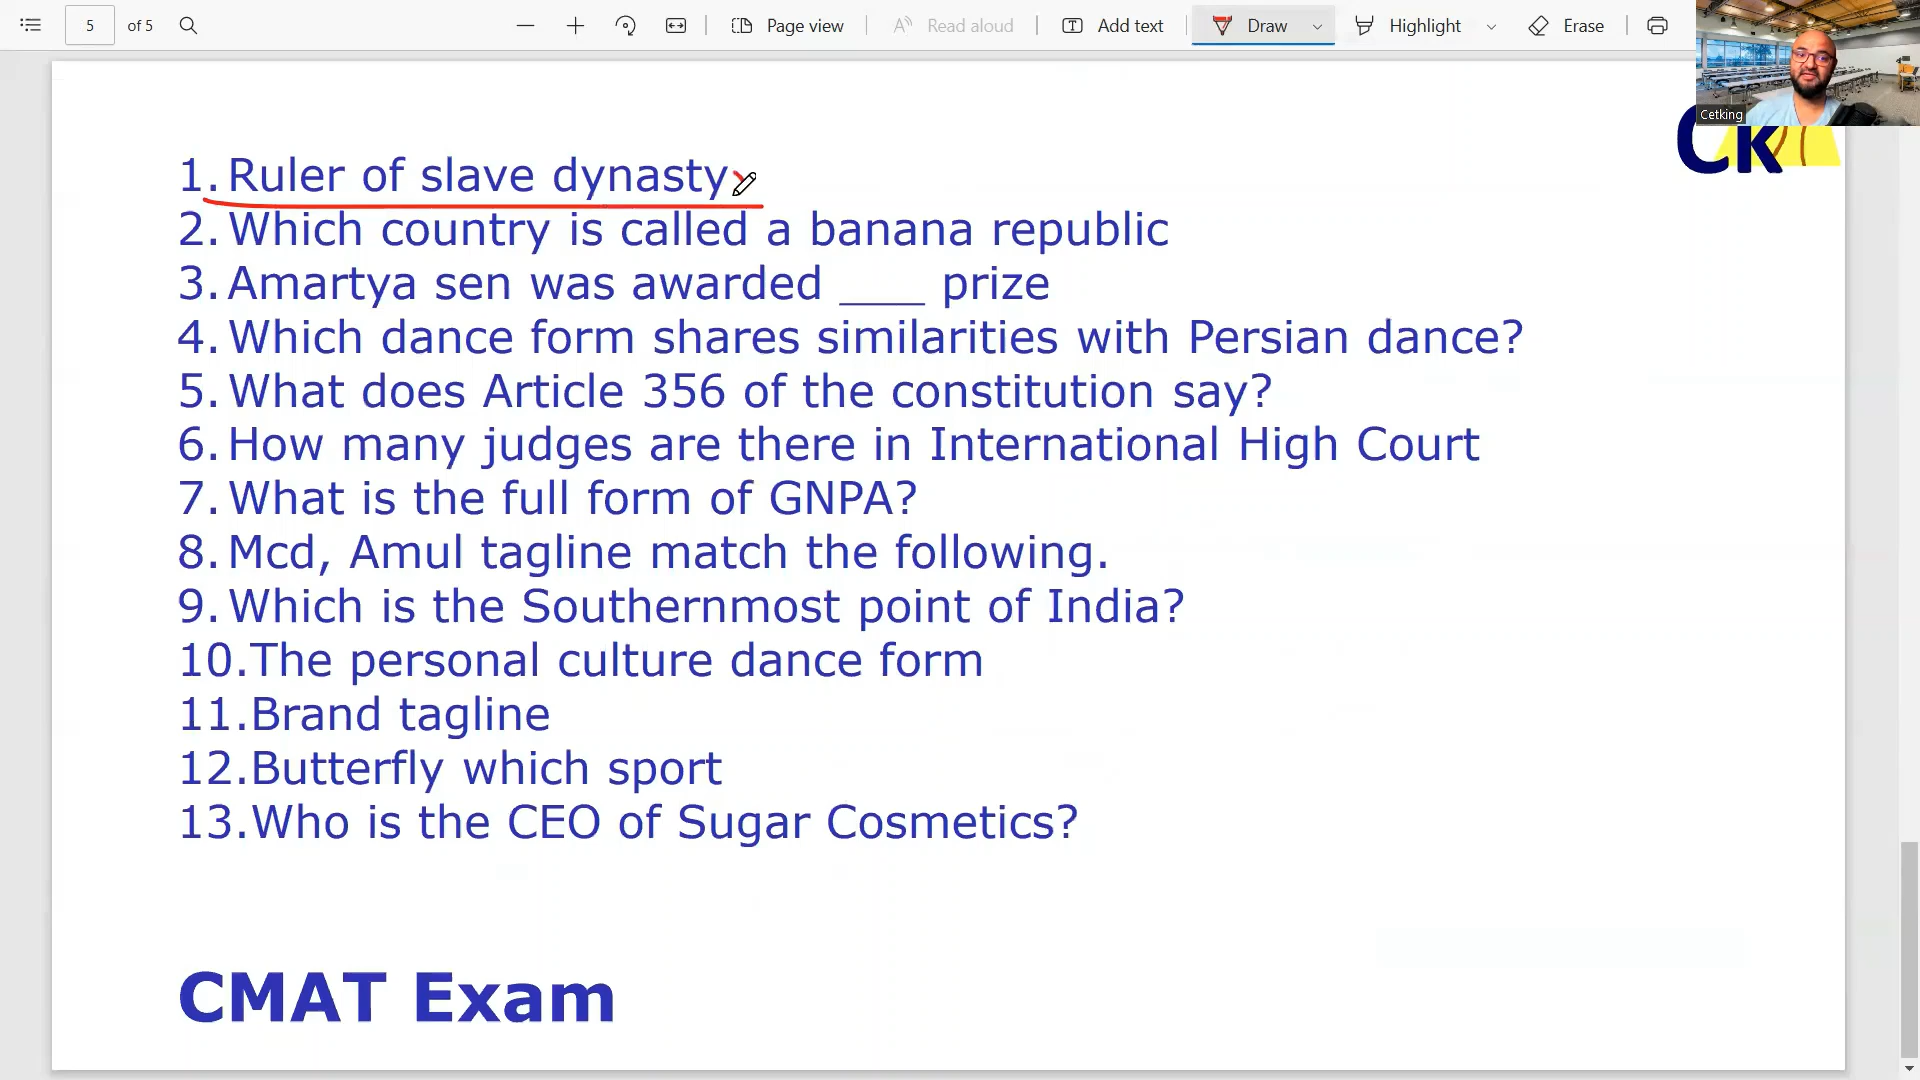 5 of 5 Page view Read aloud Add text Draw Highlight Erase
Cetking
CK
1. Ruler of slave dynasty
2. Which country is called a banana republic
3. Amartya sen was awarded ____ prize
4. Which dance form shares similarities with Persian dance?
5. What does Article 356 of the constitution say?
6. How many judges are there in International High Court
7. What is the full form of GNPA?
8. Mcd, Amul tagline match the following.
9. Which is the Southernmost point of India?
10.The personal culture dance form
11.Brand tagline
12.Butterfly which sport
13.Who is the CEO of Sugar Cosmetics?
CMAT Exam